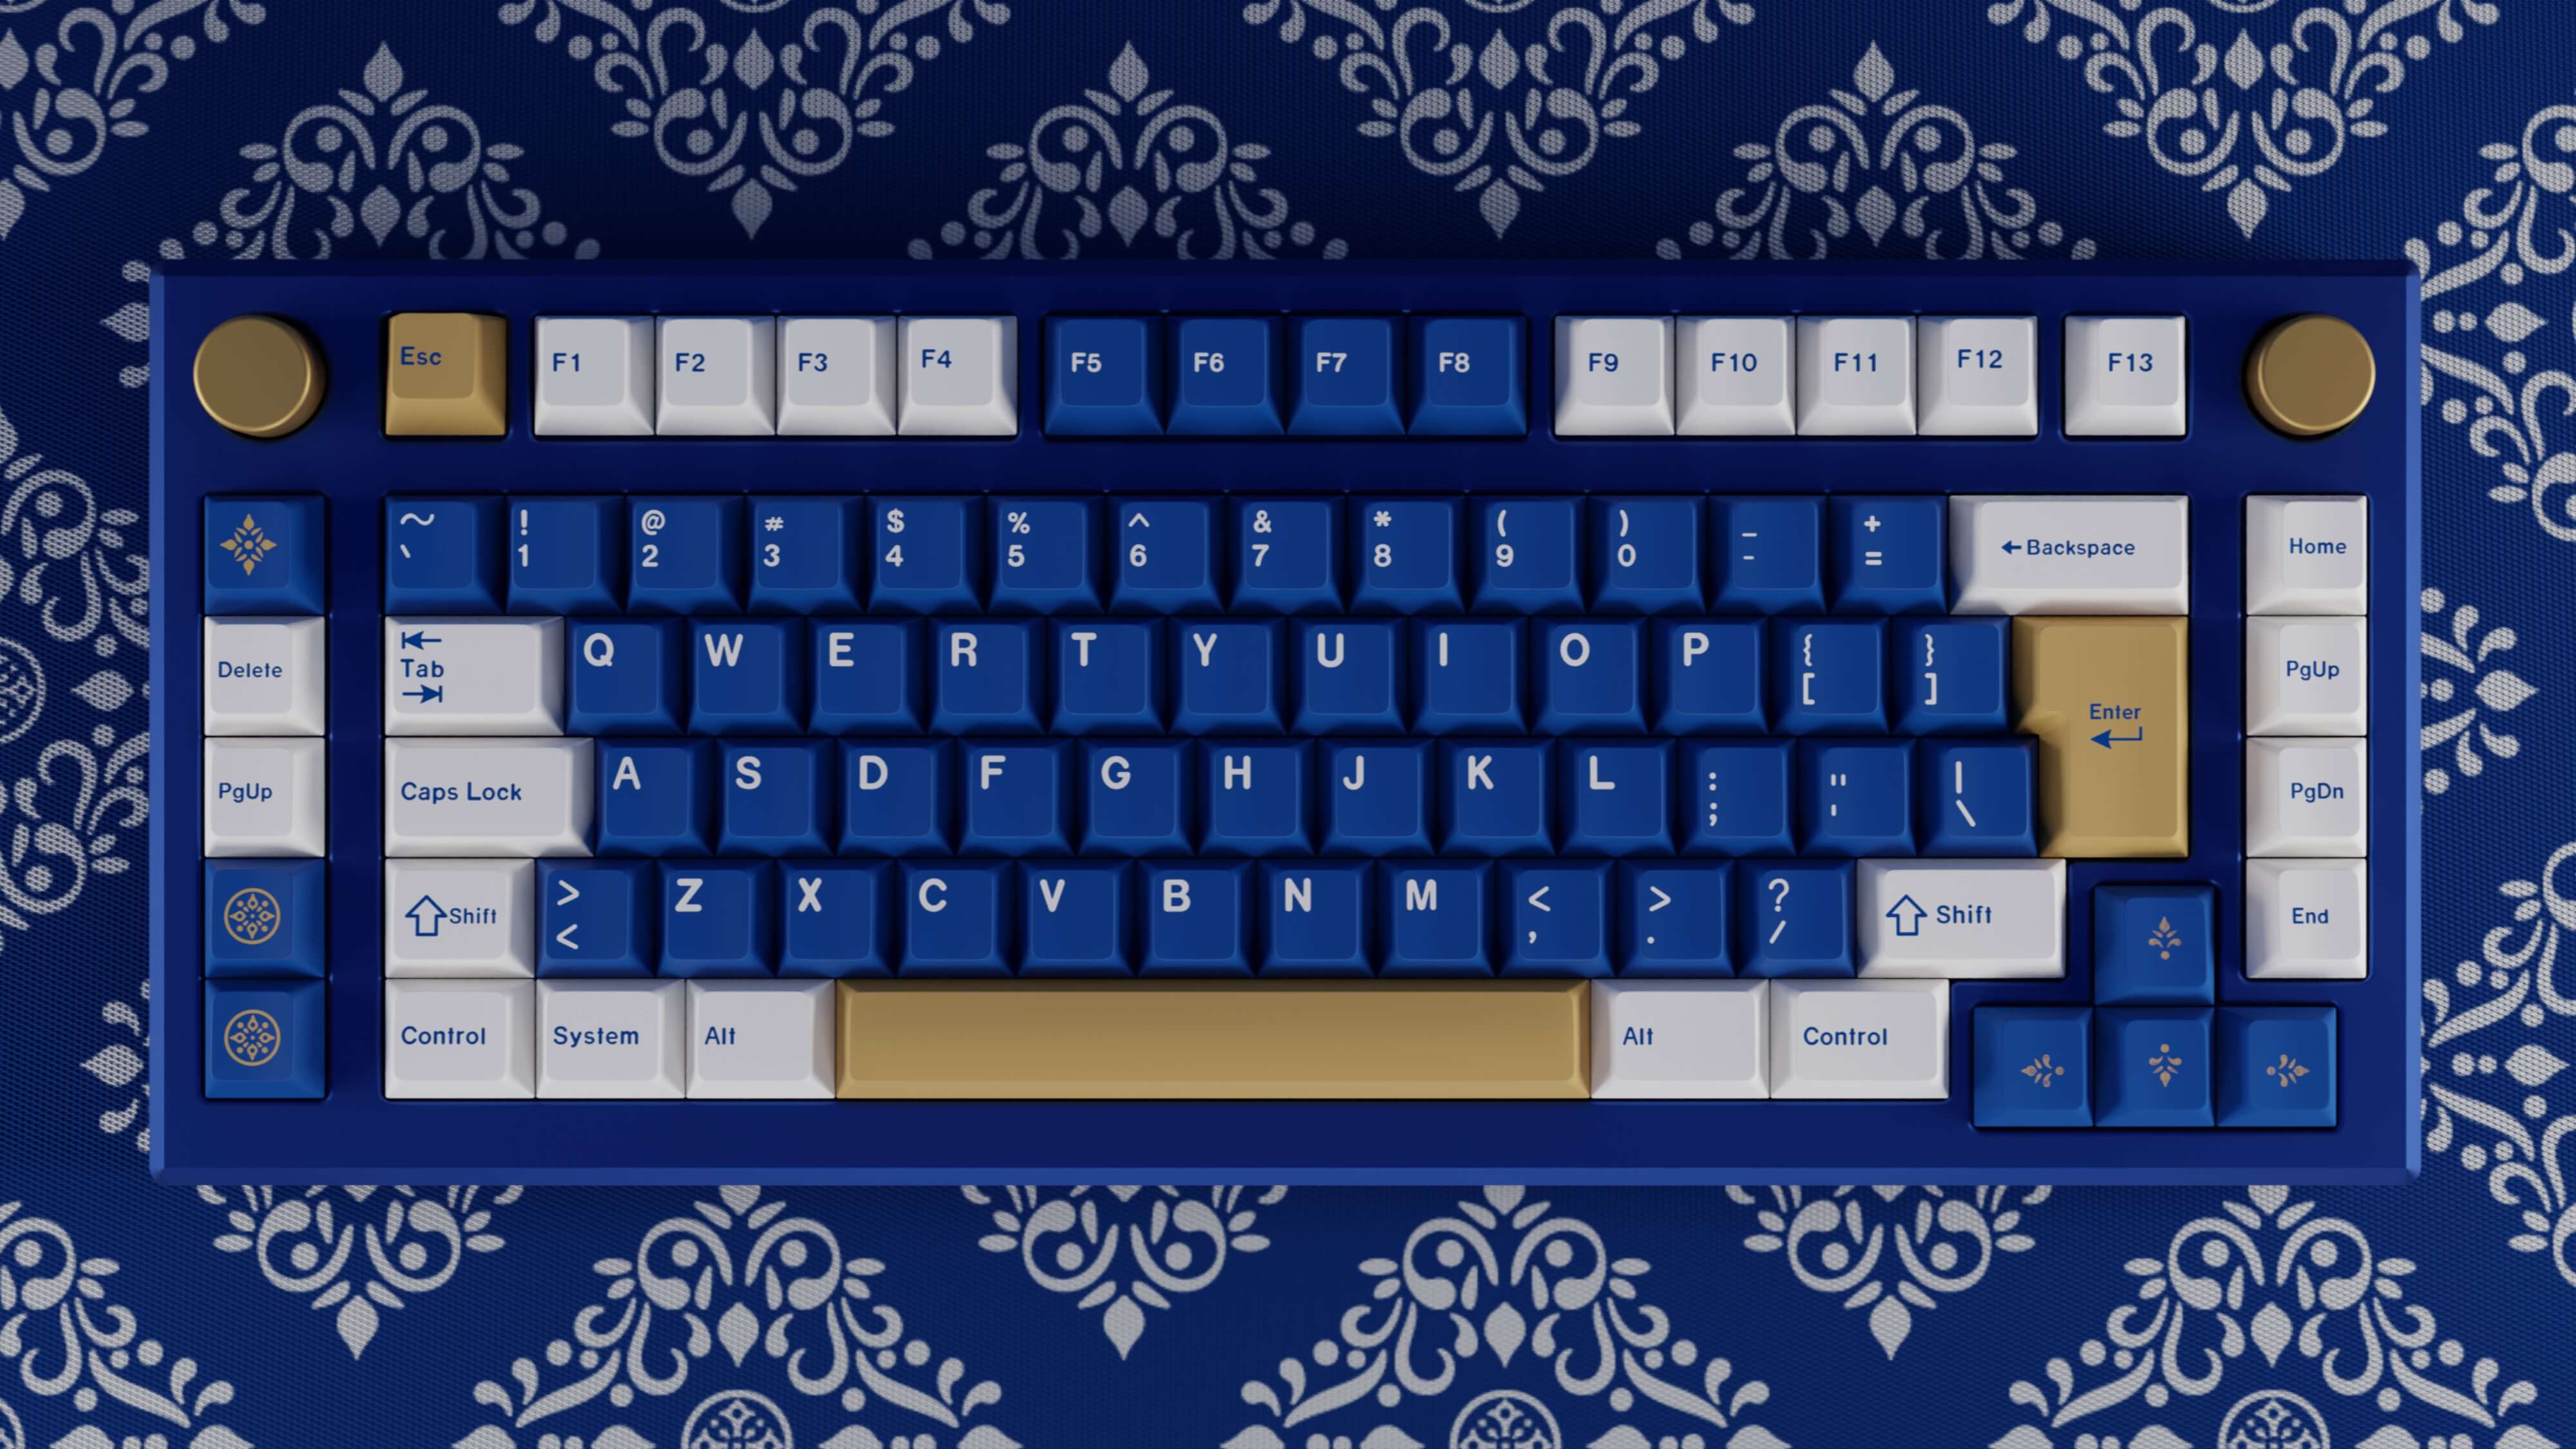 Esc F1 F2 F3 F4 F5 F6 F7 F8 F9 F10 F11 F12 F13
~ ! @ # $ % ^ & * ( ) _ +
` 1 2 3 4 5 6 7 8 9 0 - = ←Backspace Home
Delete Tab Q W E R T Y U I O P { } Enter PgUp
[ ]
PgUp Caps Lock A S D F G H J K L : " | PgDn
; ' \
Shift > Z X C V B N M < > ? Shift End
< , . /
Control System Alt Alt Control